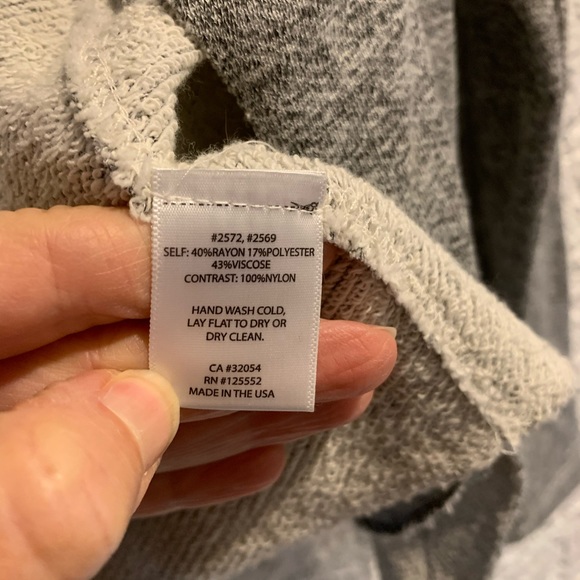 #2572, #2569
SELF: 40%RAYON 17%POLYESTER
43%VISCOSE
CONTRAST: 100%NYLON
HAND WASH COLD,
LAY FLAT TO DRY OR
DRY CLEAN.
CA #32054
RN #125552
MADE IN THE USA